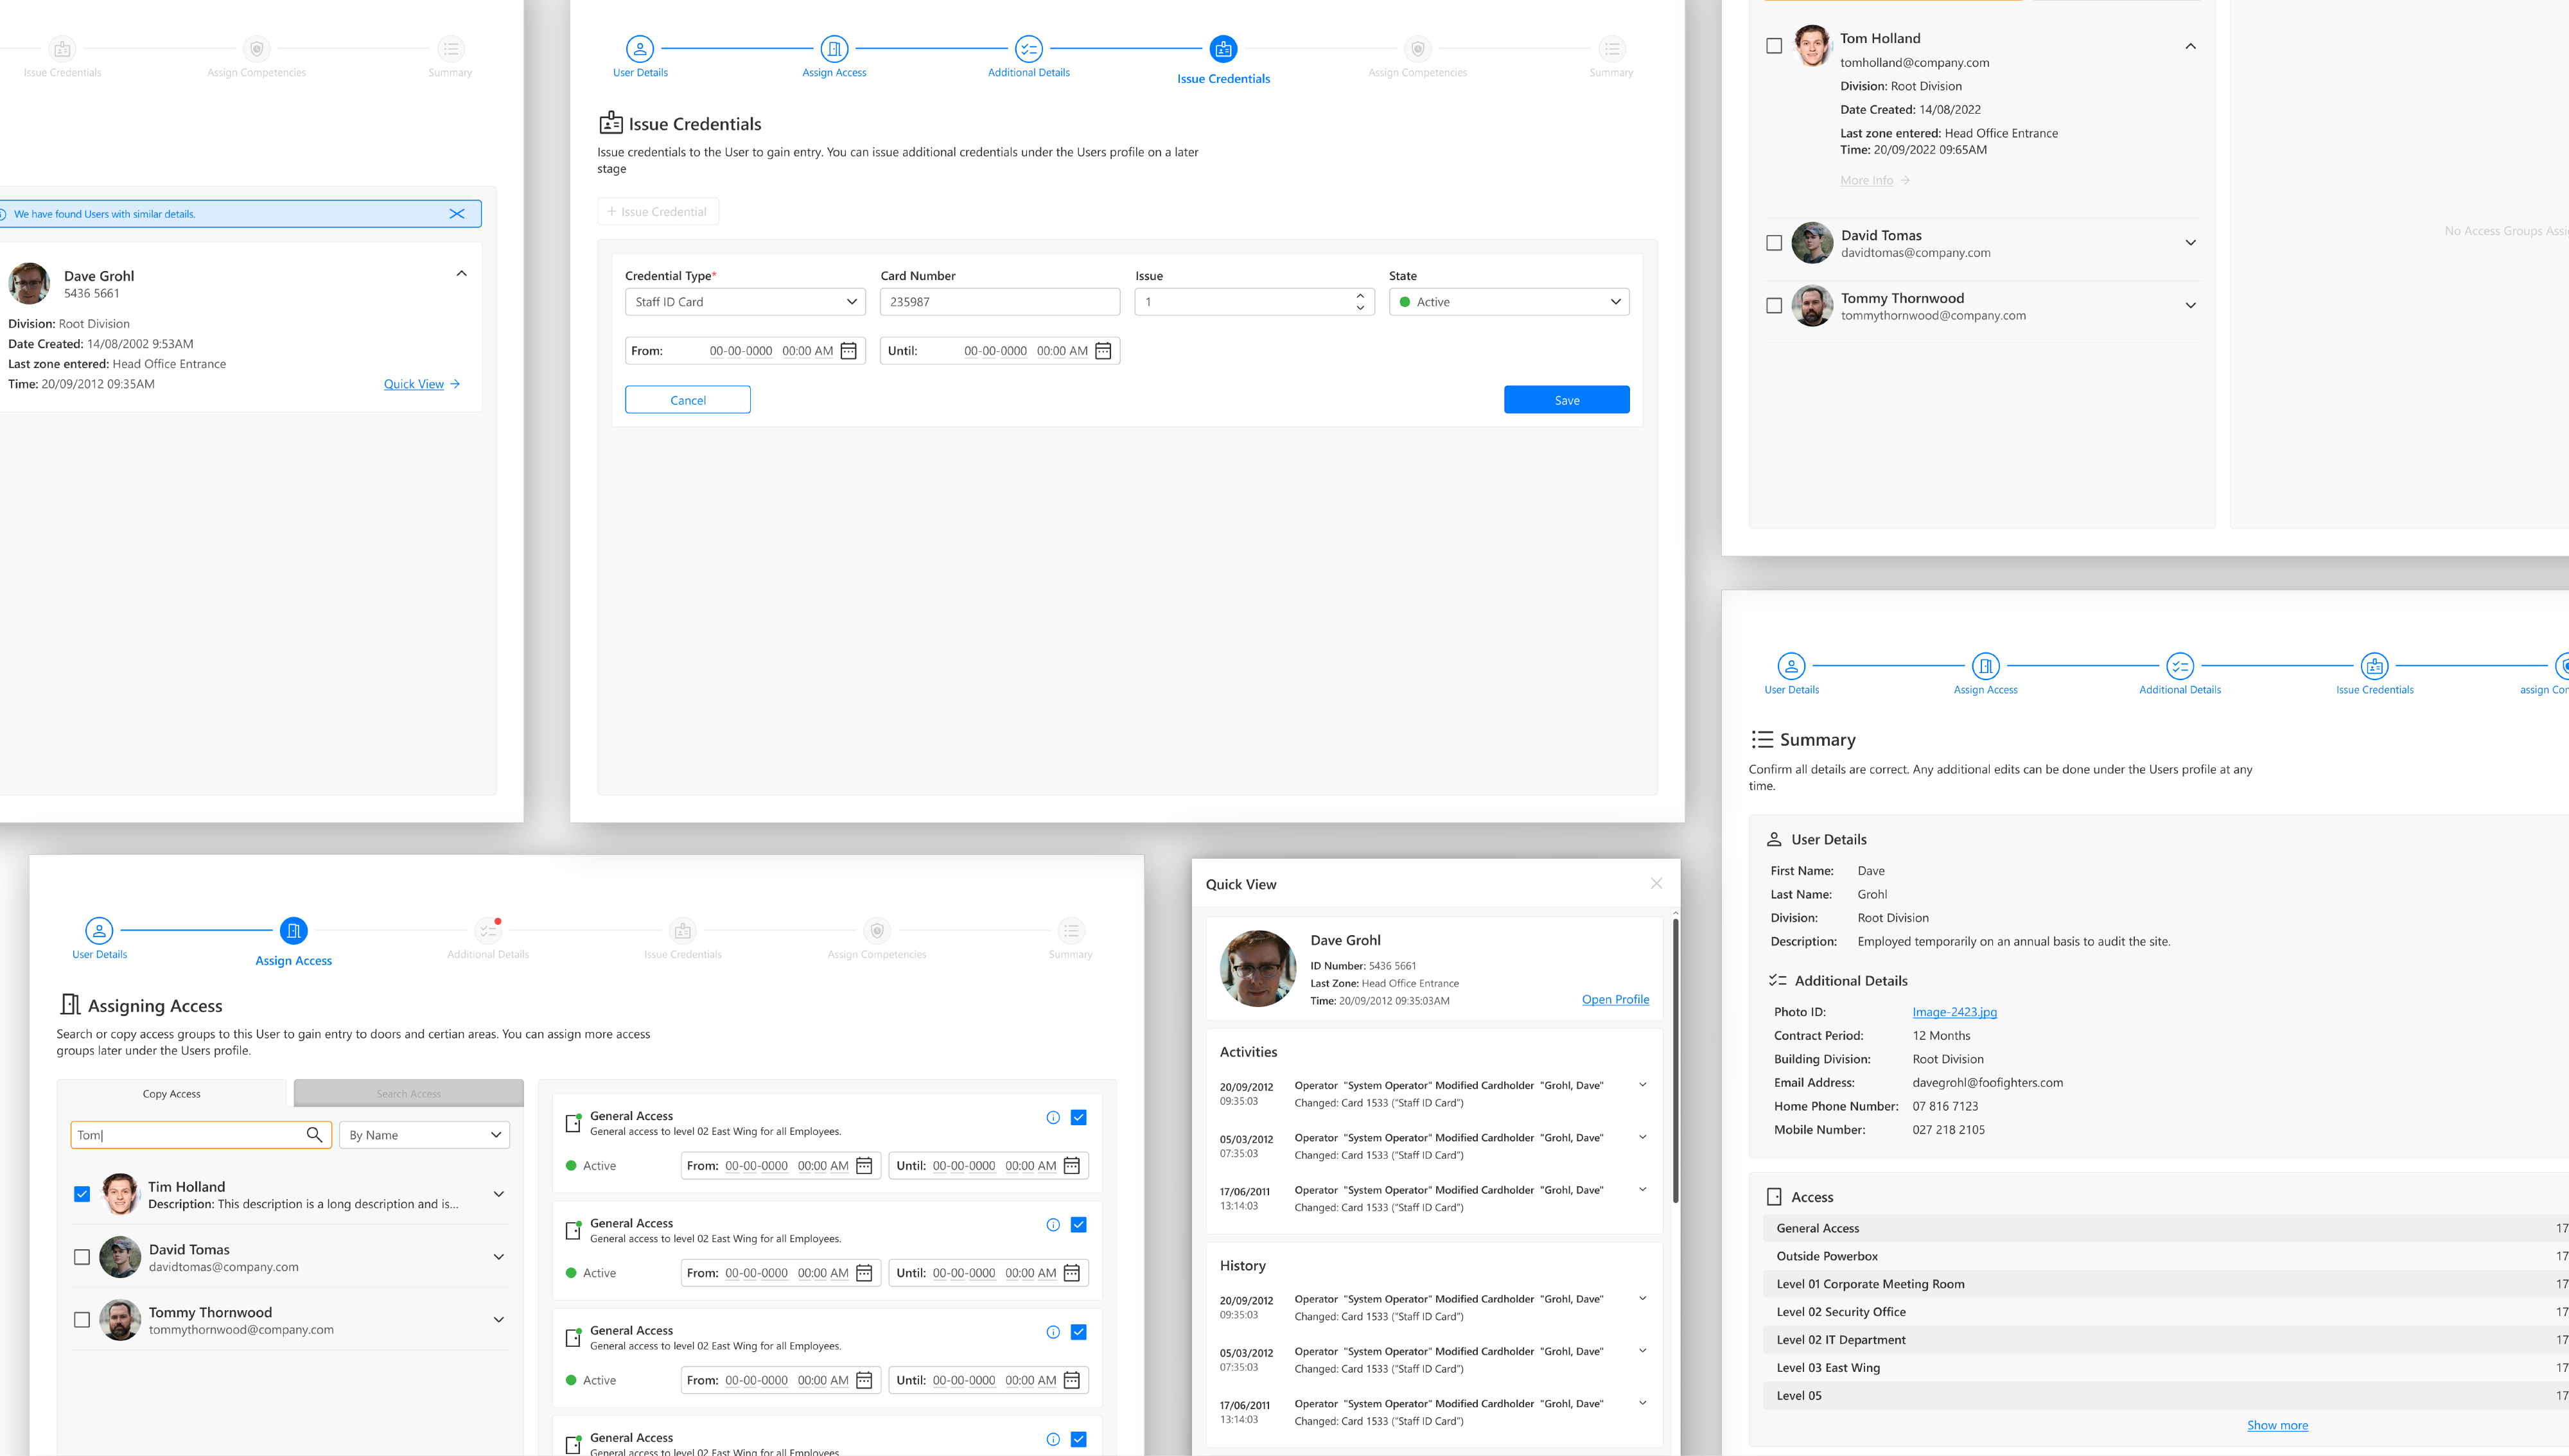 Issue Credentials
Assign Competencies
Summary
We have found Users with similar details.
Dave Grohl
5436 5661
Division: Root Division
Date Created: 14/08/2002 9:53AM
Last zone entered: Head Office Entrance
Time: 20/09/2012 09:35AM
Quick View
User Details
Assign Access
Additional Details
Issue Credentials
Assign Competencies
Summary
Issue Credentials
Issue credentials to the User to gain entry. You can issue additional credentials under the Users profile on a later
stage
+ Issue Credential
Credential Type*
Card Number
Issue
State
Staff ID Card
235987
1
Active
From: 00-00-0000 00:00 AM
Until: 00-00-0000 00:00 AM
Cancel
Save
Tom Holland
tomholland@company.com
Division: Root Division
Date Created: 14/08/2022
Last zone entered: Head Office Entrance
Time: 20/09/2022 09:65AM
More Info
David Tomas
davidtomas@company.com
Tommy Thornwood
tommythornwood@company.com
No Access Groups
User Details
Assign Access
Additional Details
Issue Credentials
Assign Access
Assigning Access
Search or copy access groups to this User to gain entry to doors and certian areas. You can assign more access
groups later under the Users profile.
User Details
Additional Details
Issue Credentials
Assign Competencies
Summary
Copy Access
Search Access
Tom
By Name
Tim Holland
Description: This description is a long description and is...
David Tomas
davidtomas@company.com
Tommy Thornwood
tommythornwood@company.com
General Access
General access to level 02 East Wing for all Employees.
Active
From: 00-00-0000 00:00 AM
Until: 00-00-0000 00:00 AM
General Access
General access to level 02 East Wing for all Employees.
Active
From: 00-00-0000 00:00 AM
Until: 00-00-0000 00:00 AM
General Access
General access to level 02 East Wing for all Employees.
Active
From: 00-00-0000 00:00 AM
Until: 00-00-0000 00:00 AM
General Access
General access to level 02 East Wing for all Employees.
Quick View
Dave Grohl
ID Number: 5436 5661
Last Zone: Head Office Entrance
Time: 20/09/2012 09:35:03AM
Open Profile
Activities
20/09/2012
09:35:03
Operator "System Operator" Modified Cardholder "Grohl, Dave"
Changed: Card 1533 ("Staff ID Card")
05/03/2012
07:35:03
Operator "System Operator" Modified Cardholder "Grohl, Dave"
Changed: Card 1533 ("Staff ID Card")
17/06/2011
13:14:03
Operator "System Operator" Modified Cardholder "Grohl, Dave"
Changed: Card 1533 ("Staff ID Card")
History
20/09/2012
09:35:03
Operator "System Operator" Modified Cardholder "Grohl, Dave"
Changed: Card 1533 ("Staff ID Card")
05/03/2012
07:35:03
Operator "System Operator" Modified Cardholder "Grohl, Dave"
Changed: Card 1533 ("Staff ID Card")
17/06/2011
13:14:03
Operator "System Operator" Modified Cardholder "Grohl, Dave"
Changed: Card 1533 ("Staff ID Card")
Summary
Confirm all details are correct. Any additional edits can be done under the Users profile at any
time.
User Details
First Name: Dave
Last Name: Grohl
Division: Root Division
Description: Employed temporarily on an annual basis to audit the site.
Additional Details
Photo ID: Image-2423.jpg
Contract Period: 12 Months
Building Division: Root Division
Email Address: davegrohl@foofighters.com
Home Phone Number: 07 816 7123
Mobile Number: 027 218 2105
Access
General Access 17
Outside Powerbox 17
Level 01 Corporate Meeting Room 17
Level 02 Security Office 17
Level 02 IT Department 17
Level 03 East Wing 17
Level 05 17
Show more